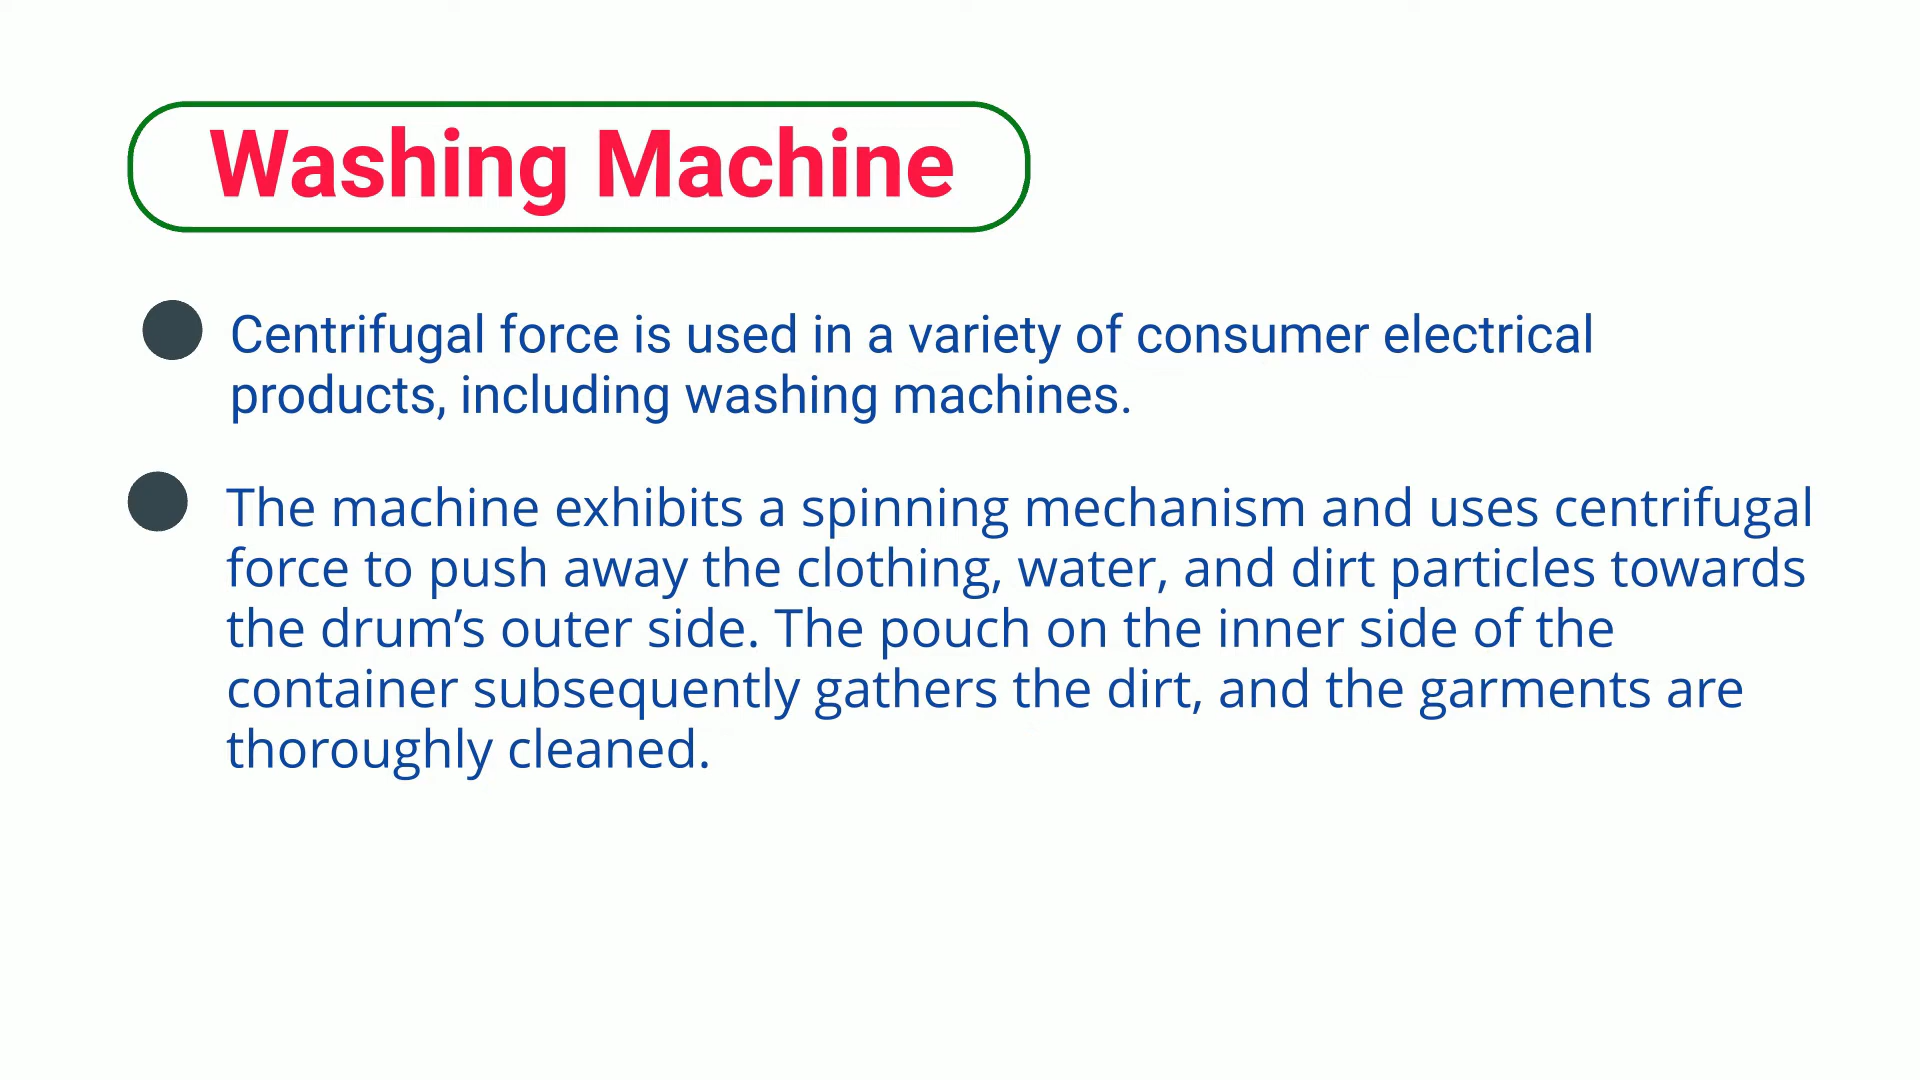 Washing Machine
Centrifugal force is used in a variety of consumer electrical
products, including washing machines.
The machine exhibits a spinning mechanism and uses centrifugal
force to push away the clothing, water, and dirt particles towards
the drum’s outer side. The pouch on the inner side of the
container subsequently gathers the dirt, and the garments are
thoroughly cleaned.